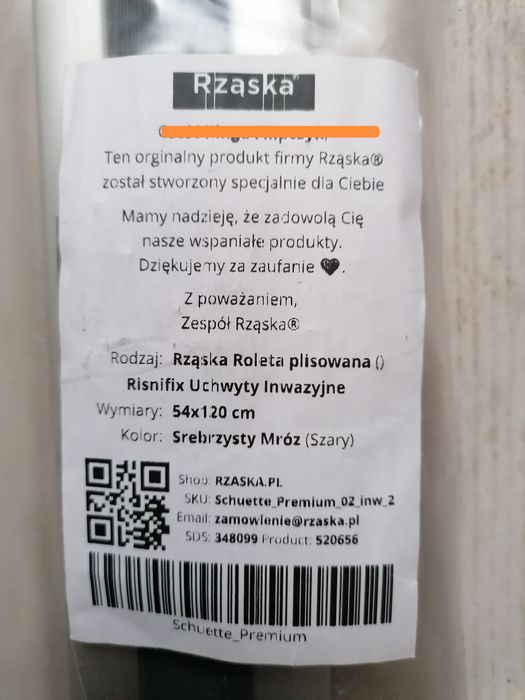 Rząska®
Ten orginalny produkt firmy Rząska®
został stworzony specjalnie dla Ciebie
Mamy nadzieję, że zadowolą Cię
nasze wspaniałe produkty.
Dziękujemy za zaufanie 🖤.
Z poważaniem,
Zespół Rząska®
Rodzaj: Rząska Roleta plisowana ()
Risnifix Uchwyty Inwazyjne
Wymiary: 54x120 cm
Kolor: Srebrzysty Mróz (Szary)
Shop: RZASKA.PL
SKU: Schuette_Premium_02_inw_2
Email: zamowienie@rzaska.pl
SDS: 348099 Product: 520656
Schuette_Premium